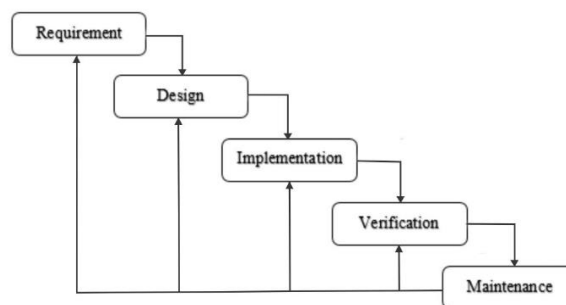 Requirement
Design
Implementation
Verification
Maintenance